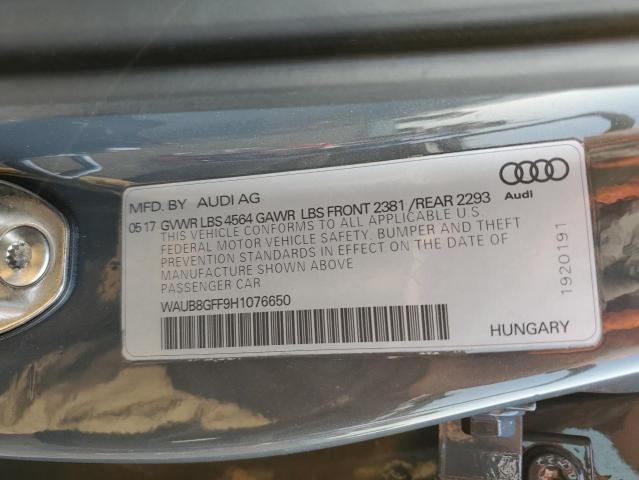 MFD. BY AUDI AG
05 17 GVWR LBS 4564 GAWR LBS FRONT 2381 /REAR 2293
THIS VEHICLE CONFORMS TO ALL APPLICABLE U.S.
FEDERAL MOTOR VEHICLE SAFETY, BUMPER AND THEFT
PREVENTION STANDARDS IN EFFECT ON THE DATE OF
MANUFACTURE SHOWN ABOVE
PASSENGER CAR
WAUB8GFF9H1076650
Audi
1920191
HUNGARY